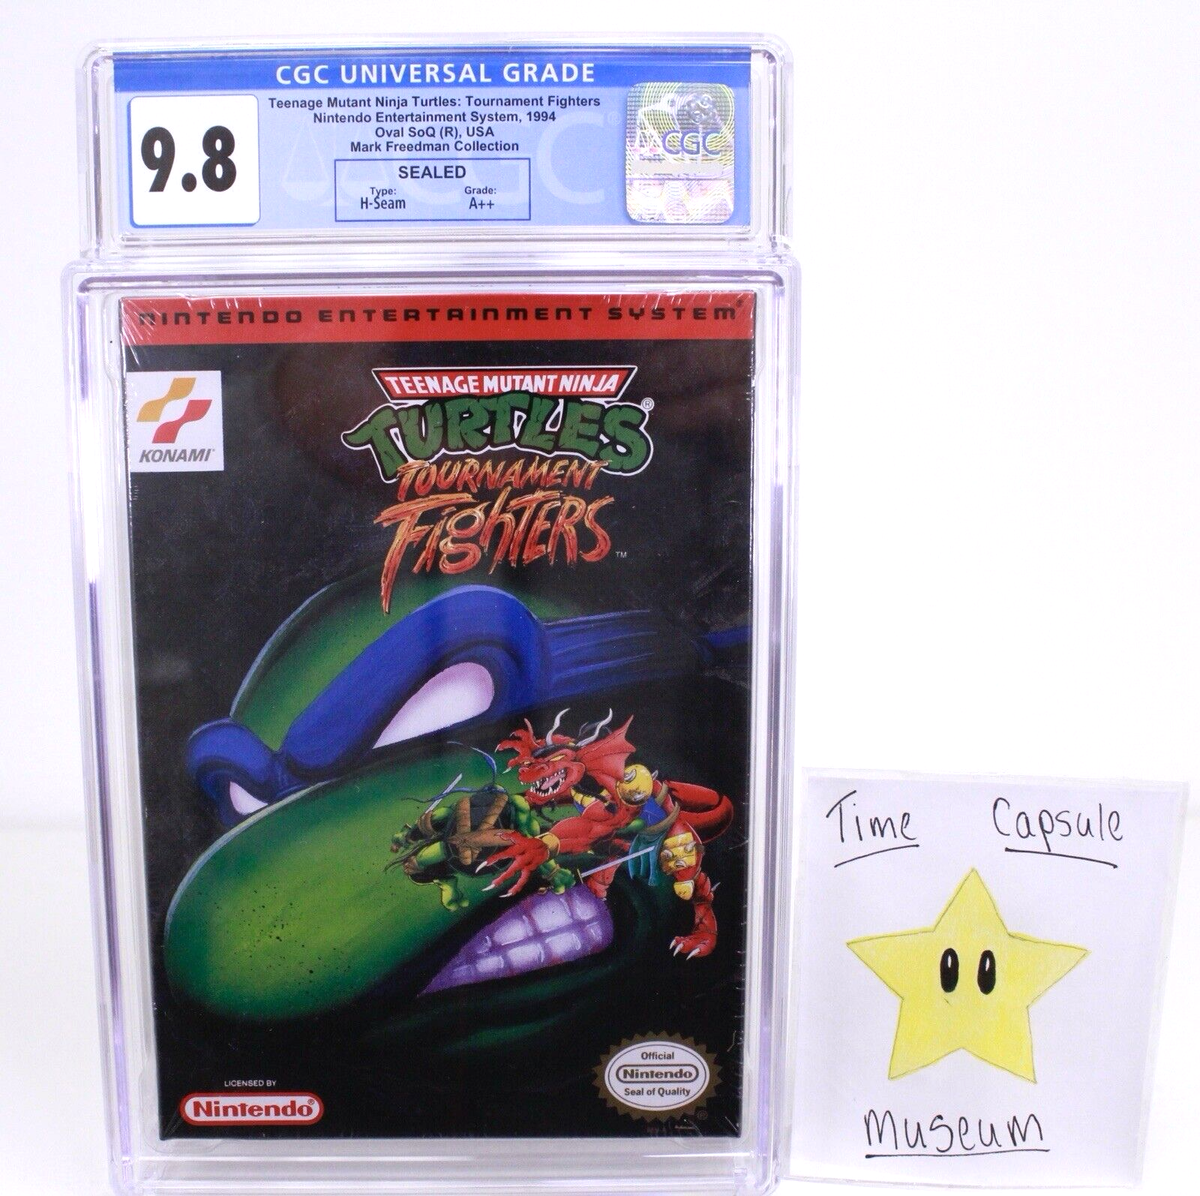 CGC UNIVERSAL GRADE
9.8
Teenage Mutant Ninja Turtles: Tournament Fighters
Nintendo Entertainment System, 1994
Oval SoQ (R), USA
Mark Freedman Collection
SEALED
Type: Grade:
H-Seam A++
CGC
NINTENDO ENTERTAINMENT SYSTEM®
KONAMI
TEENAGE MUTANT NINJA
TURTLES®
TOURNAMENT
FIGHTERS™
LICENSED BY
Nintendo®
Official
Nintendo
Seal of Quality
®
Time Capsule
Museum